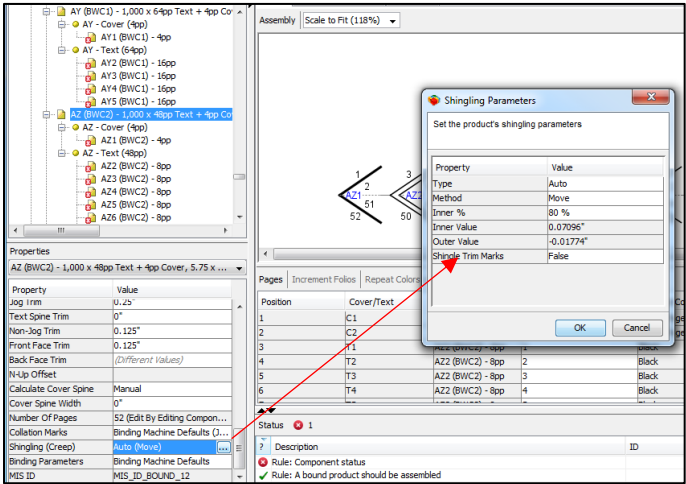 AY (BWC1) - 1,000 x 64pp Text + 4pp Co
AY - Cover (4pp)
AY1 (BWC1) - 4pp
AY - Text (64pp)
AY2 (BWC1) - 16pp
AY3 (BWC1) - 16pp
AY4 (BWC1) - 16pp
AY5 (BWC1) - 16pp
AZ (BWC2) - 1,000 x 48pp Text + 4pp Co
AZ - Cover (4pp)
AZ1 (BWC2) - 4pp
AZ - Text (48pp)
AZ2 (BWC2) - 8pp
AZ3 (BWC2) - 8pp
AZ4 (BWC2) - 8pp
AZ5 (BWC2) - 8pp
AZ6 (BWC2) - 8pp
Properties
AZ (BWC2) - 1,000 x 48pp Text + 4pp Cover, 5.75 x ...
Property Value
Jog Trim 0.25"
Text Spine Trim 0"
Non-Jog Trim 0.125"
Front Face Trim 0.125"
Back Face Trim (Different Values)
N-Up Offset
Calculate Cover Spine Manual
Cover Spine Width 0"
Number Of Pages 52 (Edit By Editing Compon...
Collation Marks Binding Machine Defaults (J...
Shingling (Creep) Auto (Move) ...
Binding Parameters Binding Machine Defaults
MIS ID MIS_ID_BOUND_12
Assembly Scale to Fit (118%)
1 3
2
AZ1 AZ2
51
52 50
Shingling Parameters
Set the product's shingling parameters
Property Value
Type Auto
Method Move
Inner % 80 %
Inner Value 0.07096"
Outer Value -0.01774"
Shingle Trim Marks False
OK Cancel
Pages Increment Folios Repeat Colors
Position Cover/Text Co
1 C1
2 C2
3 T1 AZ2 (BWC2) - 8pp 1 Black
4 T2 AZ2 (BWC2) - 8pp 2 Black
5 T3 AZ2 (BWC2) - 8pp 3 Black
6 T4 AZ2 (BWC2) - 8pp 4 Black
Status 1
? Description ID
Rule: Component status
Rule: A bound product should be assembled